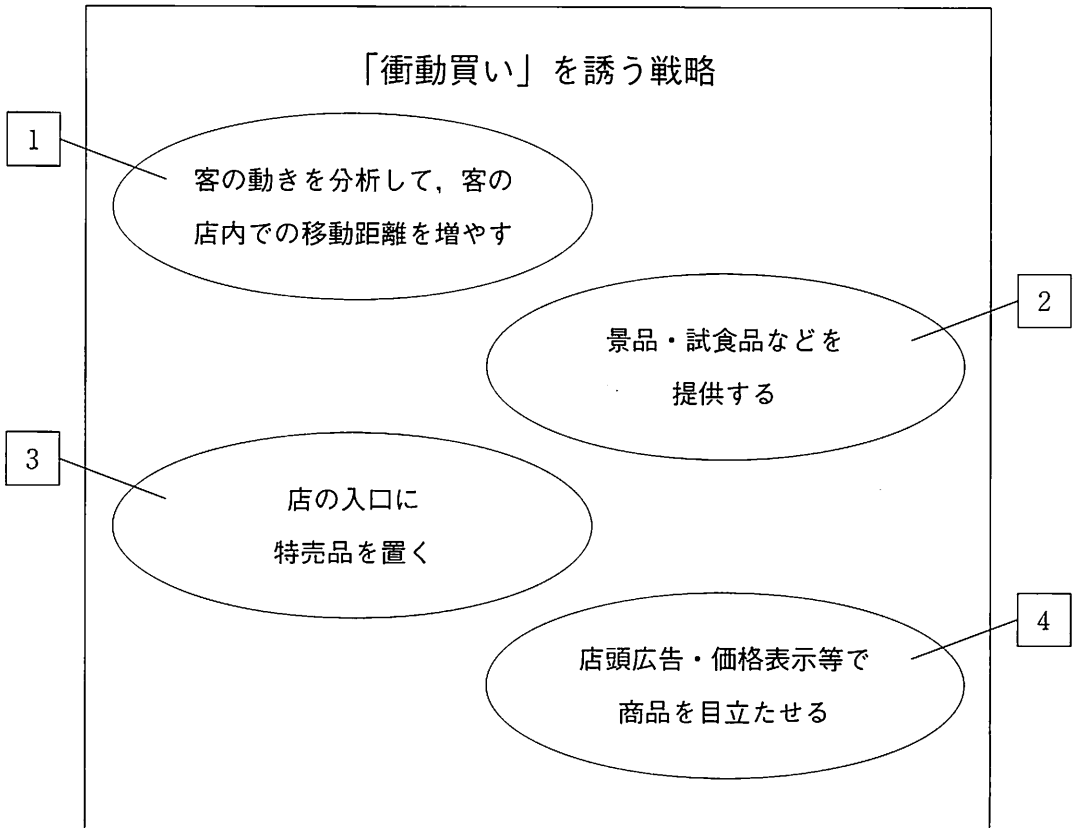 「衝動買い」を誘う戦略
1
客の動きを分析して，客の
店内での移動距離を増やす
2
景品・試食品などを
提供する
3
店の入口に
特売品を置く
4
店頭広告・価格表示等で
商品を目立たせる